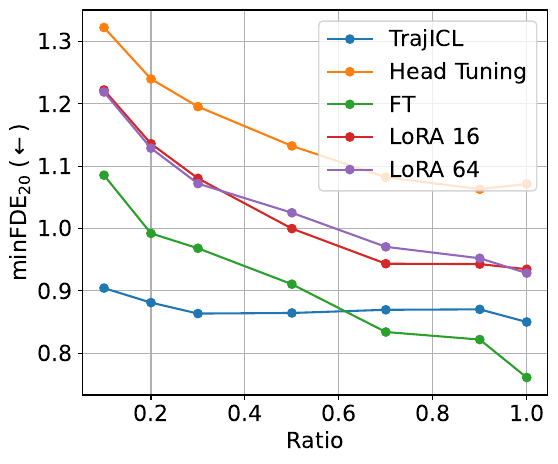 1.3
1.2
1.1
1.0
0.9
0.8
minFDE20 (←)
TrajICL
Head Tuning
FT
LoRA 16
LoRA 64
0.2
0.4
0.6
0.8
1.0
Ratio